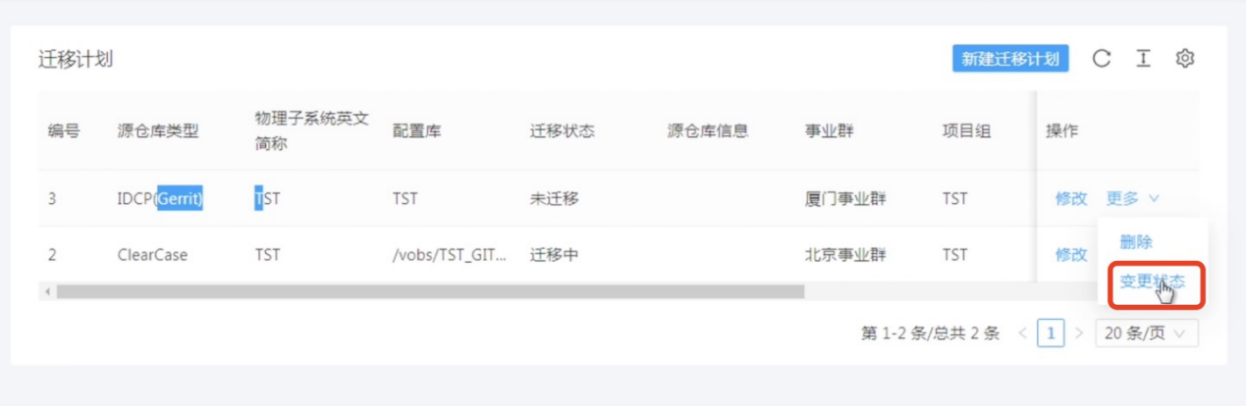 迁移计划
新建迁移计划
编号 源仓库类型 物理子系统英文简称 配置库 迁移状态 源仓库信息 事业群 项目组 操作
3 IDCP(Gerrit) TST TST 未迁移 厦门事业群 TST 修改 更多
2 ClearCase TST /vobs/TST_GIT... 迁移中 北京事业群 TST 修改
删除
变更状态
第 1-2 条/总共 2 条 < 1 > 20 条/页